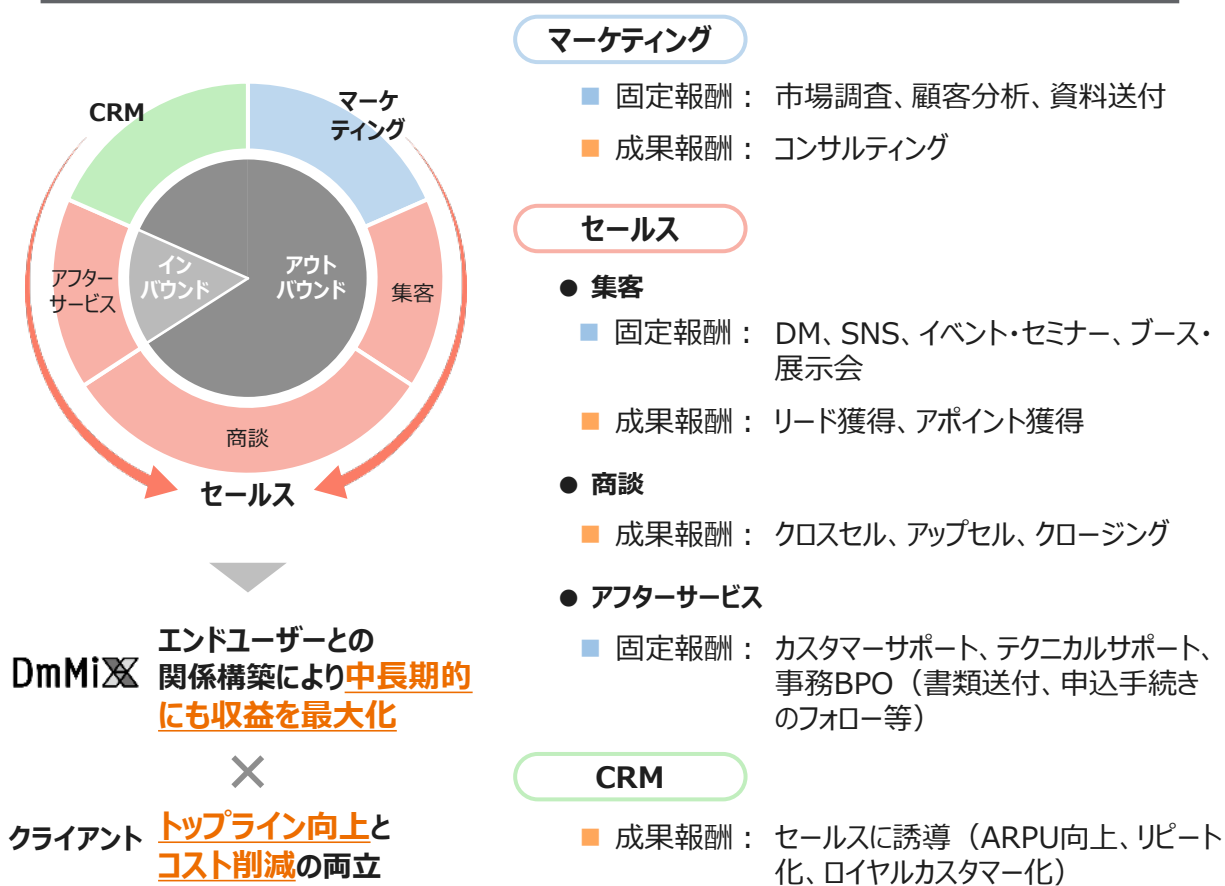 CRM
マーケ
ティング
アフター
サービス
イン
バウンド
アウト
バウンド
集客
商談
セールス
DmMiX
エンドユーザーとの
関係構築により中長期的
にも収益を最大化
×
クライアント
トップライン向上と
コスト削減の両立
マーケティング
■ 固定報酬： 市場調査、顧客分析、資料送付
■ 成果報酬： コンサルティング
セールス
● 集客
■ 固定報酬： DM、SNS、イベント・セミナー、ブース・
展示会
■ 成果報酬： リード獲得、アポイント獲得
● 商談
■ 成果報酬： クロスセル、アップセル、クロージング
● アフターサービス
■ 固定報酬： カスタマーサポート、テクニカルサポート、
事務BPO（書類送付、申込手続き
のフォロー等）
CRM
■ 成果報酬： セールスに誘導（ARPU向上、リピート
化、ロイヤルカスタマー化）